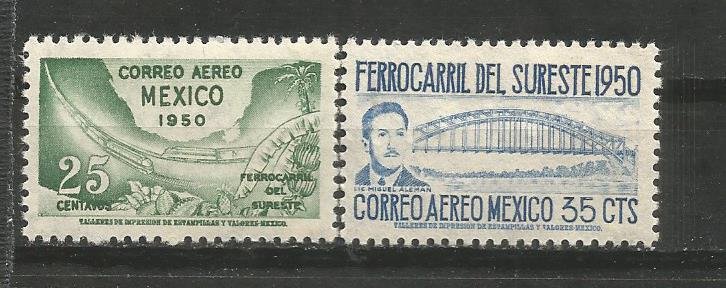 CORREO AEREO
MEXICO
1950
25
CENTAVOS
FERROCARRIL
DEL
SURESTE
TALLERES DE IMPRESION DE ESTAMPILLAS Y VALORES-MEXICO.
FERROCARRIL DEL SURESTE 1950
LIC. MIGUEL ALEMAN
CORREO AEREO MEXICO 35 CTS
TALLERES DE IMPRESION DE ESTAMPILLAS Y VALORES-MEXICO.